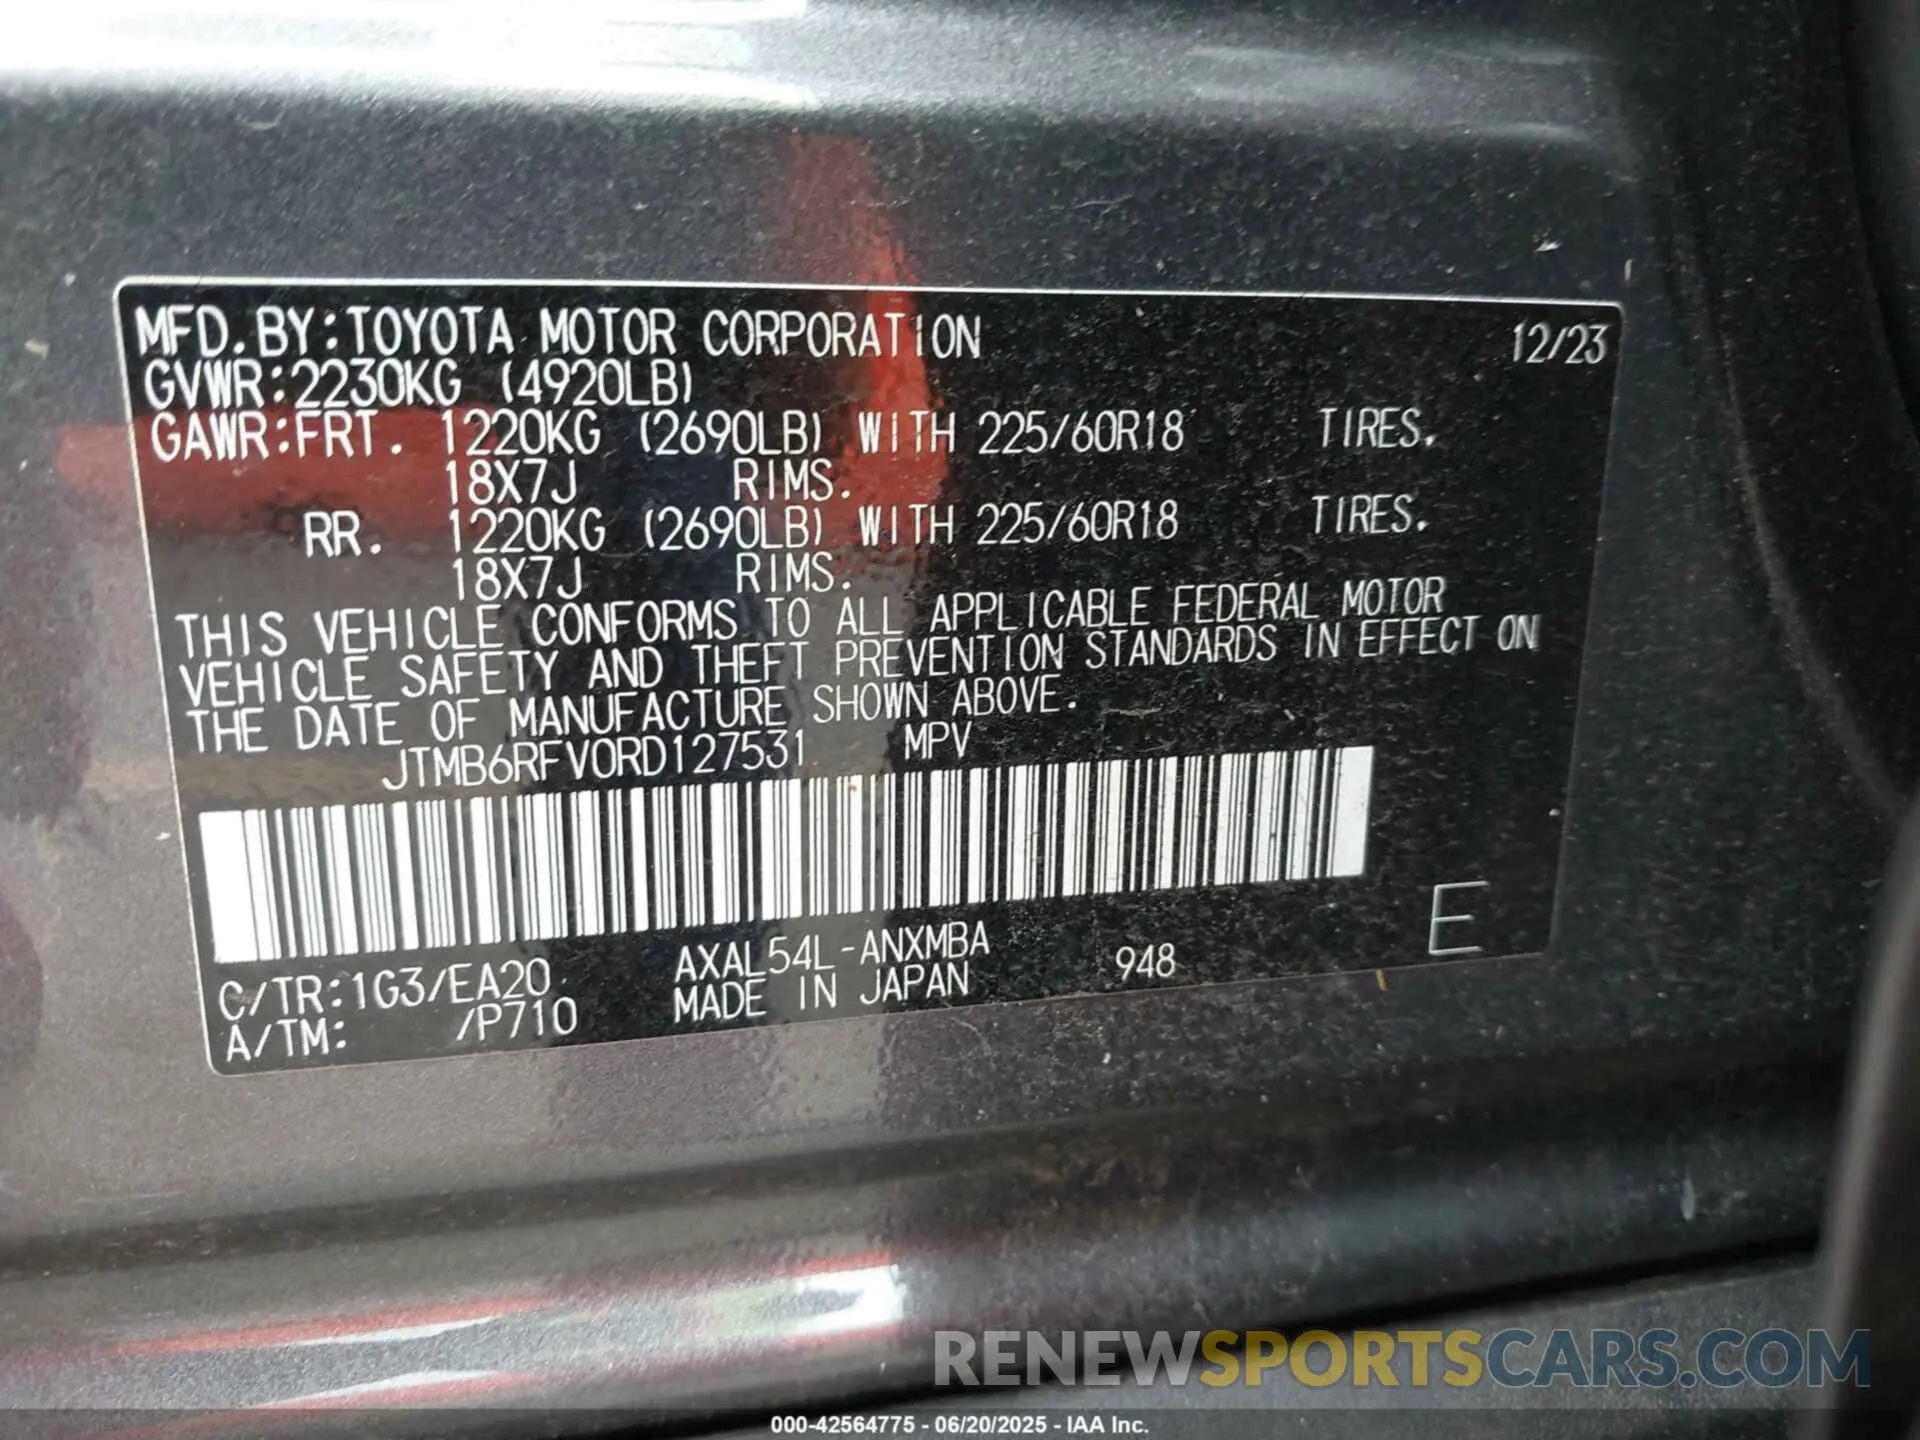 MFD.BY:TOYOTA MOTOR CORPORATION 12/23
GVWR:2230KG (4920LB)
GAWR:FRT. 1220KG (2690LB) WITH 225/60R18 TIRES.
18X7J RIMS.
RR. 1220KG (2690LB) WITH 225/60R18 TIRES.
18X7J RIMS.
THIS VEHICLE CONFORMS TO ALL APPLICABLE FEDERAL MOTOR
VEHICLE SAFETY AND THEFT PREVENTION STANDARDS IN EFFECT ON
THE DATE OF MANUFACTURE SHOWN ABOVE.
JTMB6RFV0RD127531 MPV
E
C/TR:1G3/EA20 AXAL54L-ANXMBA 948
A/TM: /P710 MADE IN JAPAN
RENEWSPORTSCARS.COM
000-42564775 - 06/20/2025 - IAA Inc.